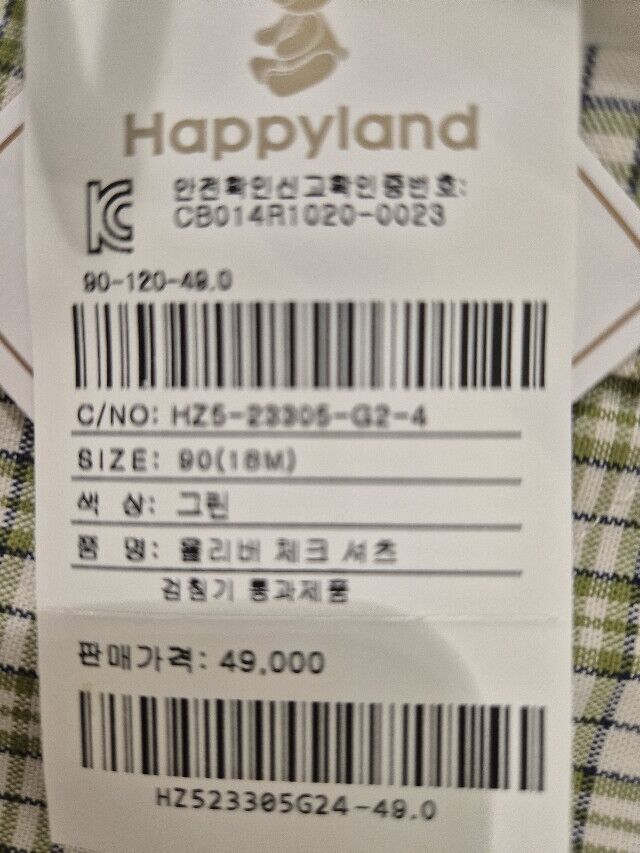 Happyland
안전확인신고확인증번호:
CB014R1020-0023
90-120-49.0
C/NO: HZ5-23305-G2-4
SIZE: 90(18M)
색 상: 그린
품 명: 올리버 체크 셔츠
검침기 통과제품
판매가격: 49,000
HZ523305G24-49.0